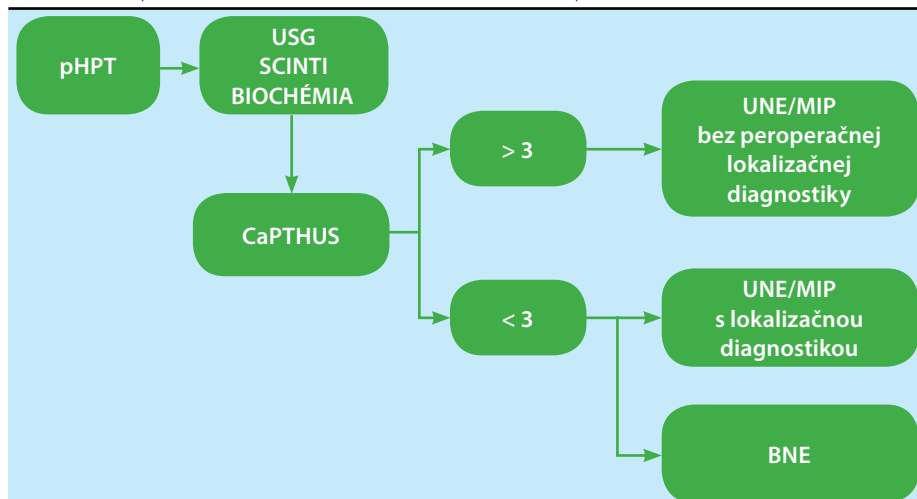 pHPT
USG
SCINTI
BIOCHÉMIA
CaPTHUS
> 3
UNE/MIP
bez peroperačnej
lokalizačnej
diagnostiky
< 3
UNE/MIP
s lokalizačnou
diagnostikou
BNE